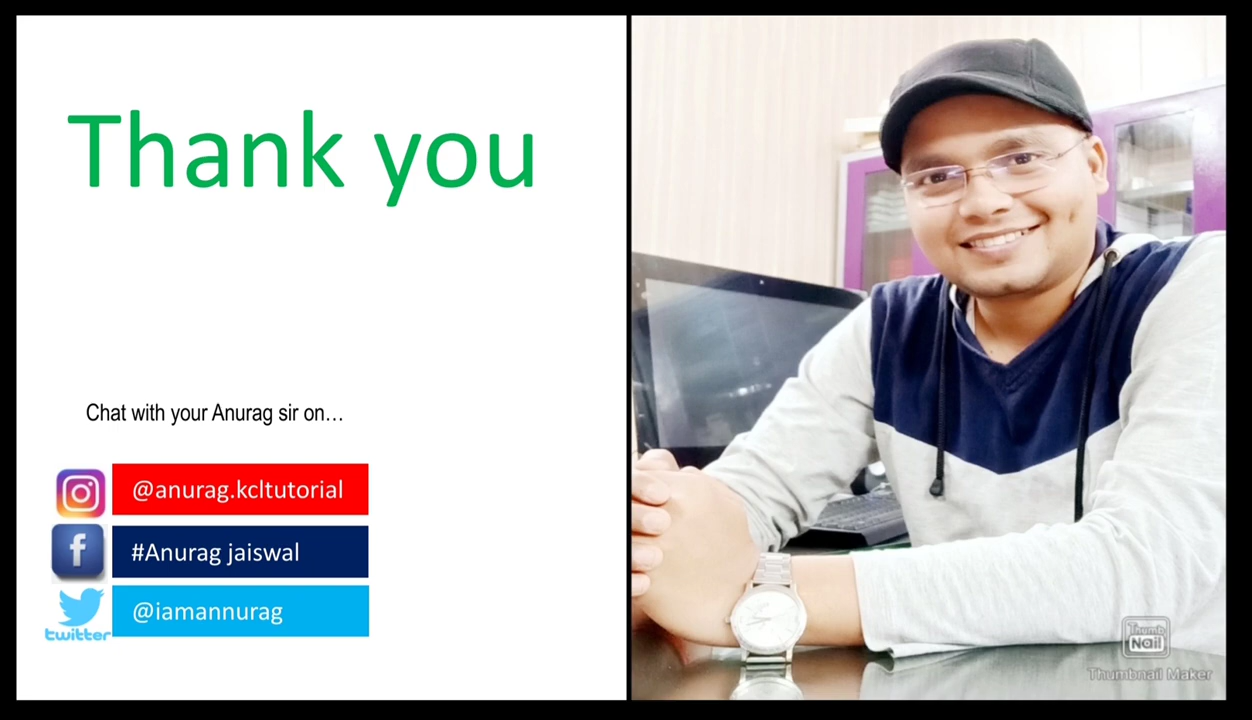 Thank you
Chat with your Anurag sir on...
@anurag.kcltutorial
#Anurag jaiswal
@iamannurag
twitter
Thumb
Nail
Thumbnail Maker